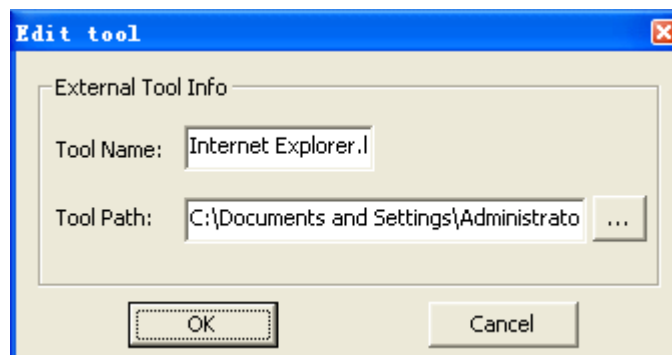 Edit tool
External Tool Info
Tool Name: Internet Explorer.l
Tool Path: C:\Documents and Settings\Administrato ...
OK Cancel